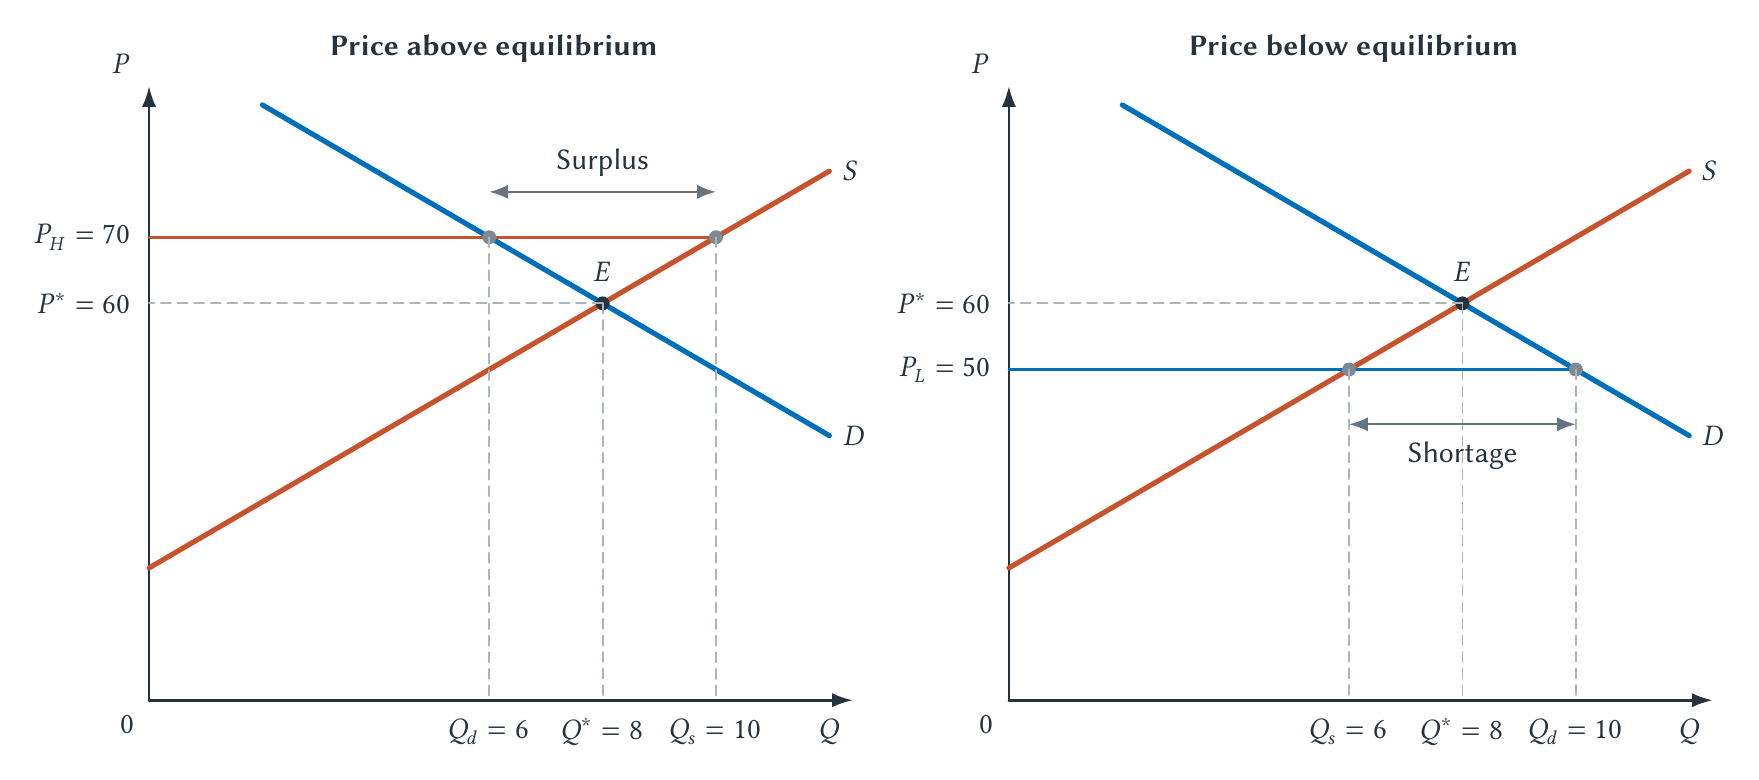 Price above equilibrium
P
Surplus
S
P_H = 70
E
P* = 60
D
0
Q_d = 6
Q* = 8
Q_s = 10
Q
Price below equilibrium
P
S
E
P* = 60
P_L = 50
Shortage
D
0
Q_s = 6
Q* = 8
Q_d = 10
Q